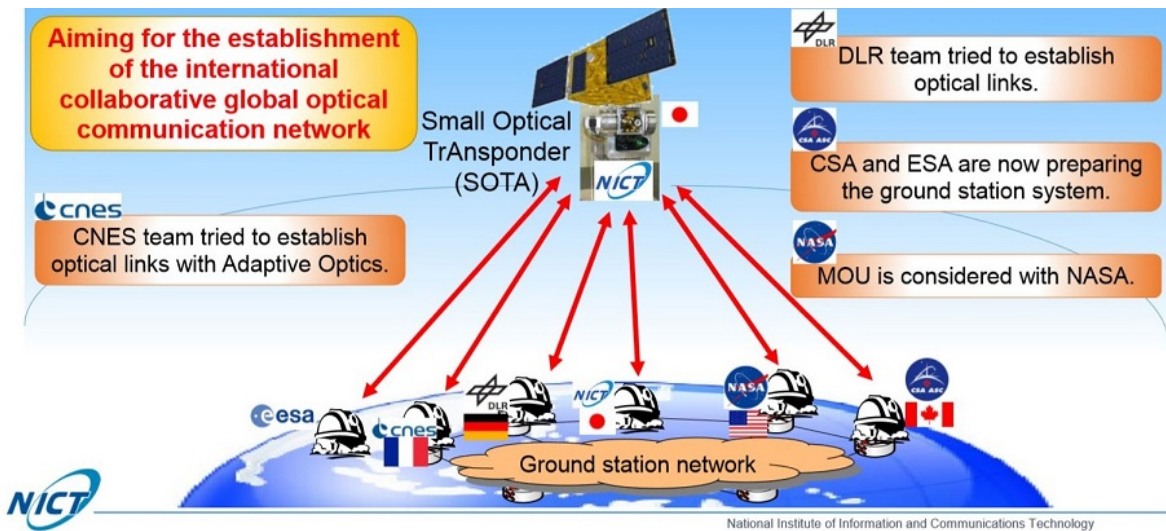 Aiming for the establishment
of the international
collaborative global optical
communication network
Small Optical
TrAnsponder
(SOTA)
NICT
DLR
DLR team tried to establish
optical links.
CSA ASC
CSA and ESA are now preparing
the ground station system.
NASA
MOU is considered with NASA.
cnes
CNES team tried to establish
optical links with Adaptive Optics.
esa
cnes
DLR
NICT
NASA
CSA ASC
Ground station network
NICT
National Institute of Information and Communications Technology